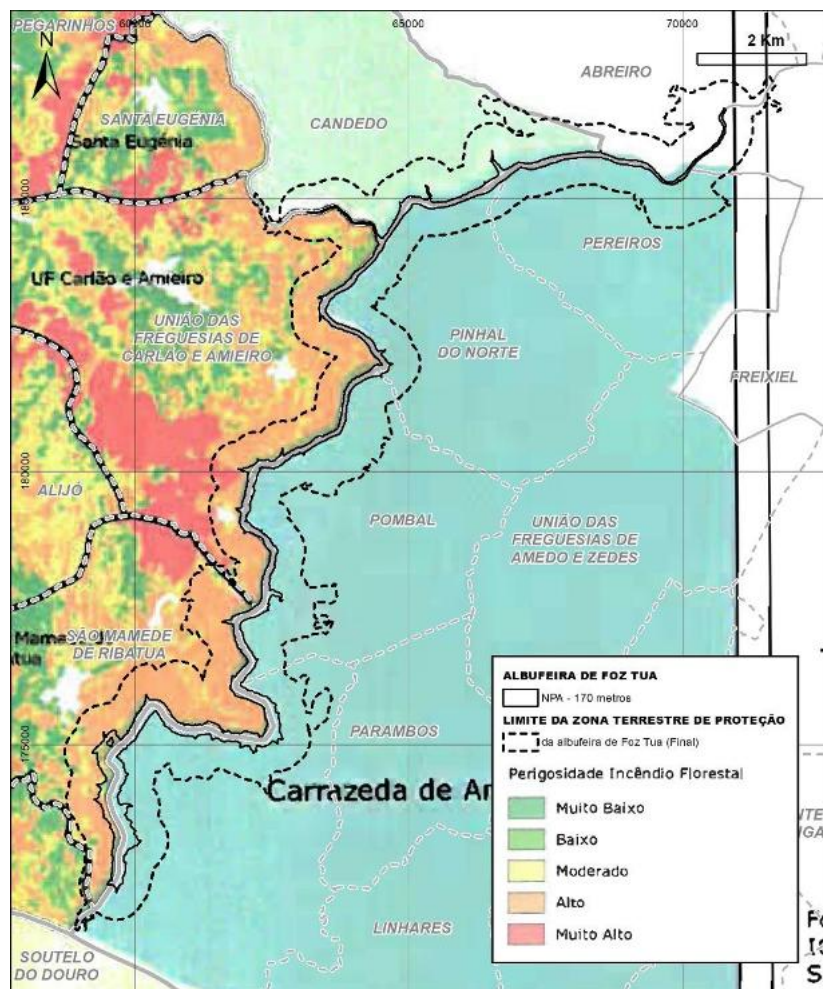 PEGARINHOS
60000
65000
70000
N
2 Km
ABREIRO
SANTA EUGÉNIA
Santa Eugénia
CANDEDO
185000
PEREIROS
UF Carlão e Amieiro
UNIÃO DAS
FREGUESIAS DE
CARLÃO E AMIEIRO
PINHAL
DO NORTE
FREIXIEL
180000
ALIJÓ
POMBAL
UNIÃO DAS
FREGUESIAS DE
AMEDO E ZEDES
SÃO MAMEDE
DE RIBATUA
175000
PARAMBOS
Carrazeda de An
LINHARES
SOUTELO
DO DOURO
ALBUFEIRA DE FOZ TUA
NPA - 170 metros
LIMITE DA ZONA TERRESTRE DE PROTEÇÃO
da albufeira de Foz Tua (Final)
Perigosidade Incêndio Florestal
Muito Baixo
Baixo
Moderado
Alto
Muito Alto